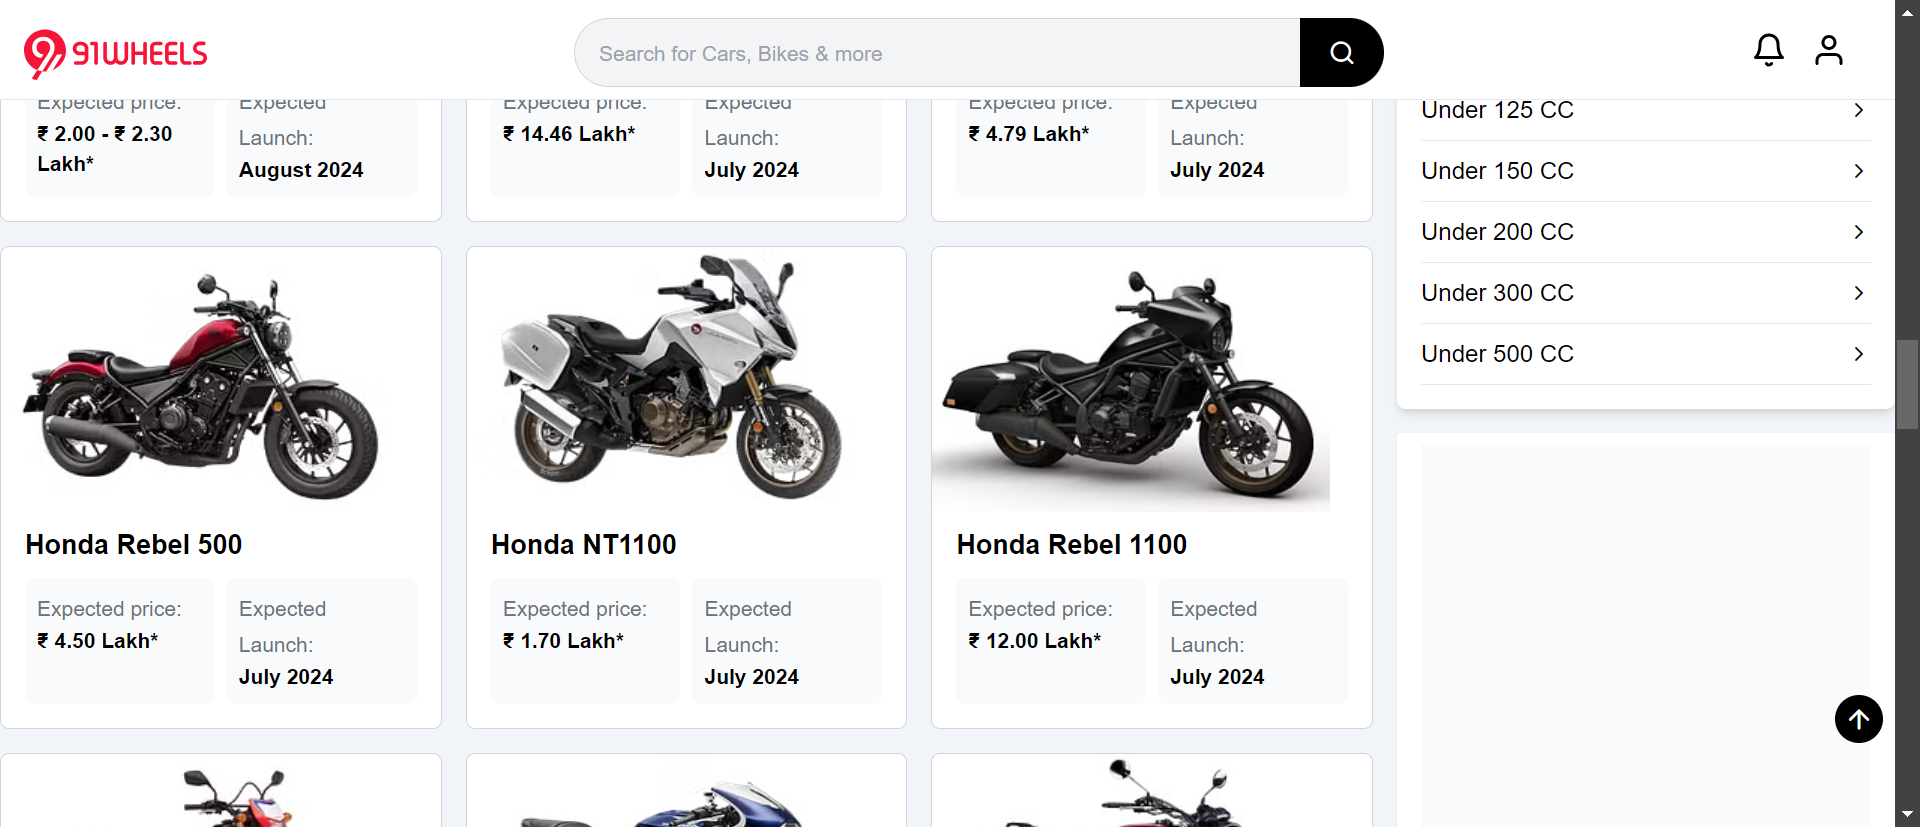 91WHEELS
Search for Cars, Bikes & more
Expected price:
₹ 2.00 - ₹ 2.30
Lakh*
Expected
Launch:
August 2024
Expected price:
₹ 14.46 Lakh*
Expected
Launch:
July 2024
Expected price:
₹ 4.79 Lakh*
Expected
Launch:
July 2024
Honda Rebel 500
Expected price:
₹ 4.50 Lakh*
Expected
Launch:
July 2024
Honda NT1100
Expected price:
₹ 1.70 Lakh*
Expected
Launch:
July 2024
Honda Rebel 1100
Expected price:
₹ 12.00 Lakh*
Expected
Launch:
July 2024
Under 125 CC
Under 150 CC
Under 200 CC
Under 300 CC
Under 500 CC